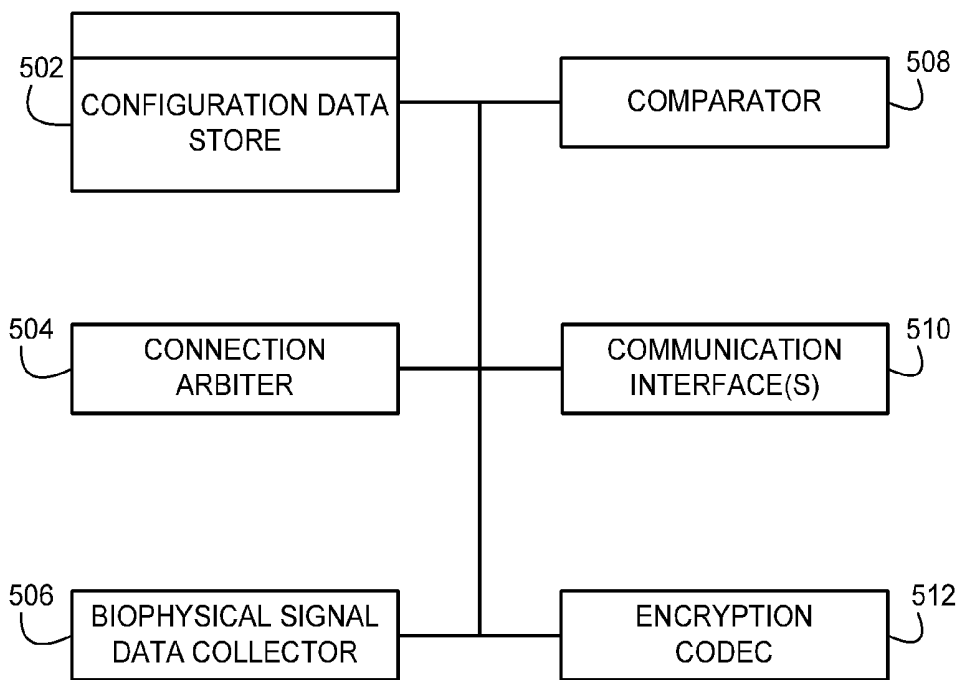 502
CONFIGURATION DATA
STORE
COMPARATOR
508
504
CONNECTION
ARBITER
COMMUNICATION
INTERFACE(S)
510
506
BIOPHYSICAL SIGNAL
DATA COLLECTOR
ENCRYPTION
CODEC
512